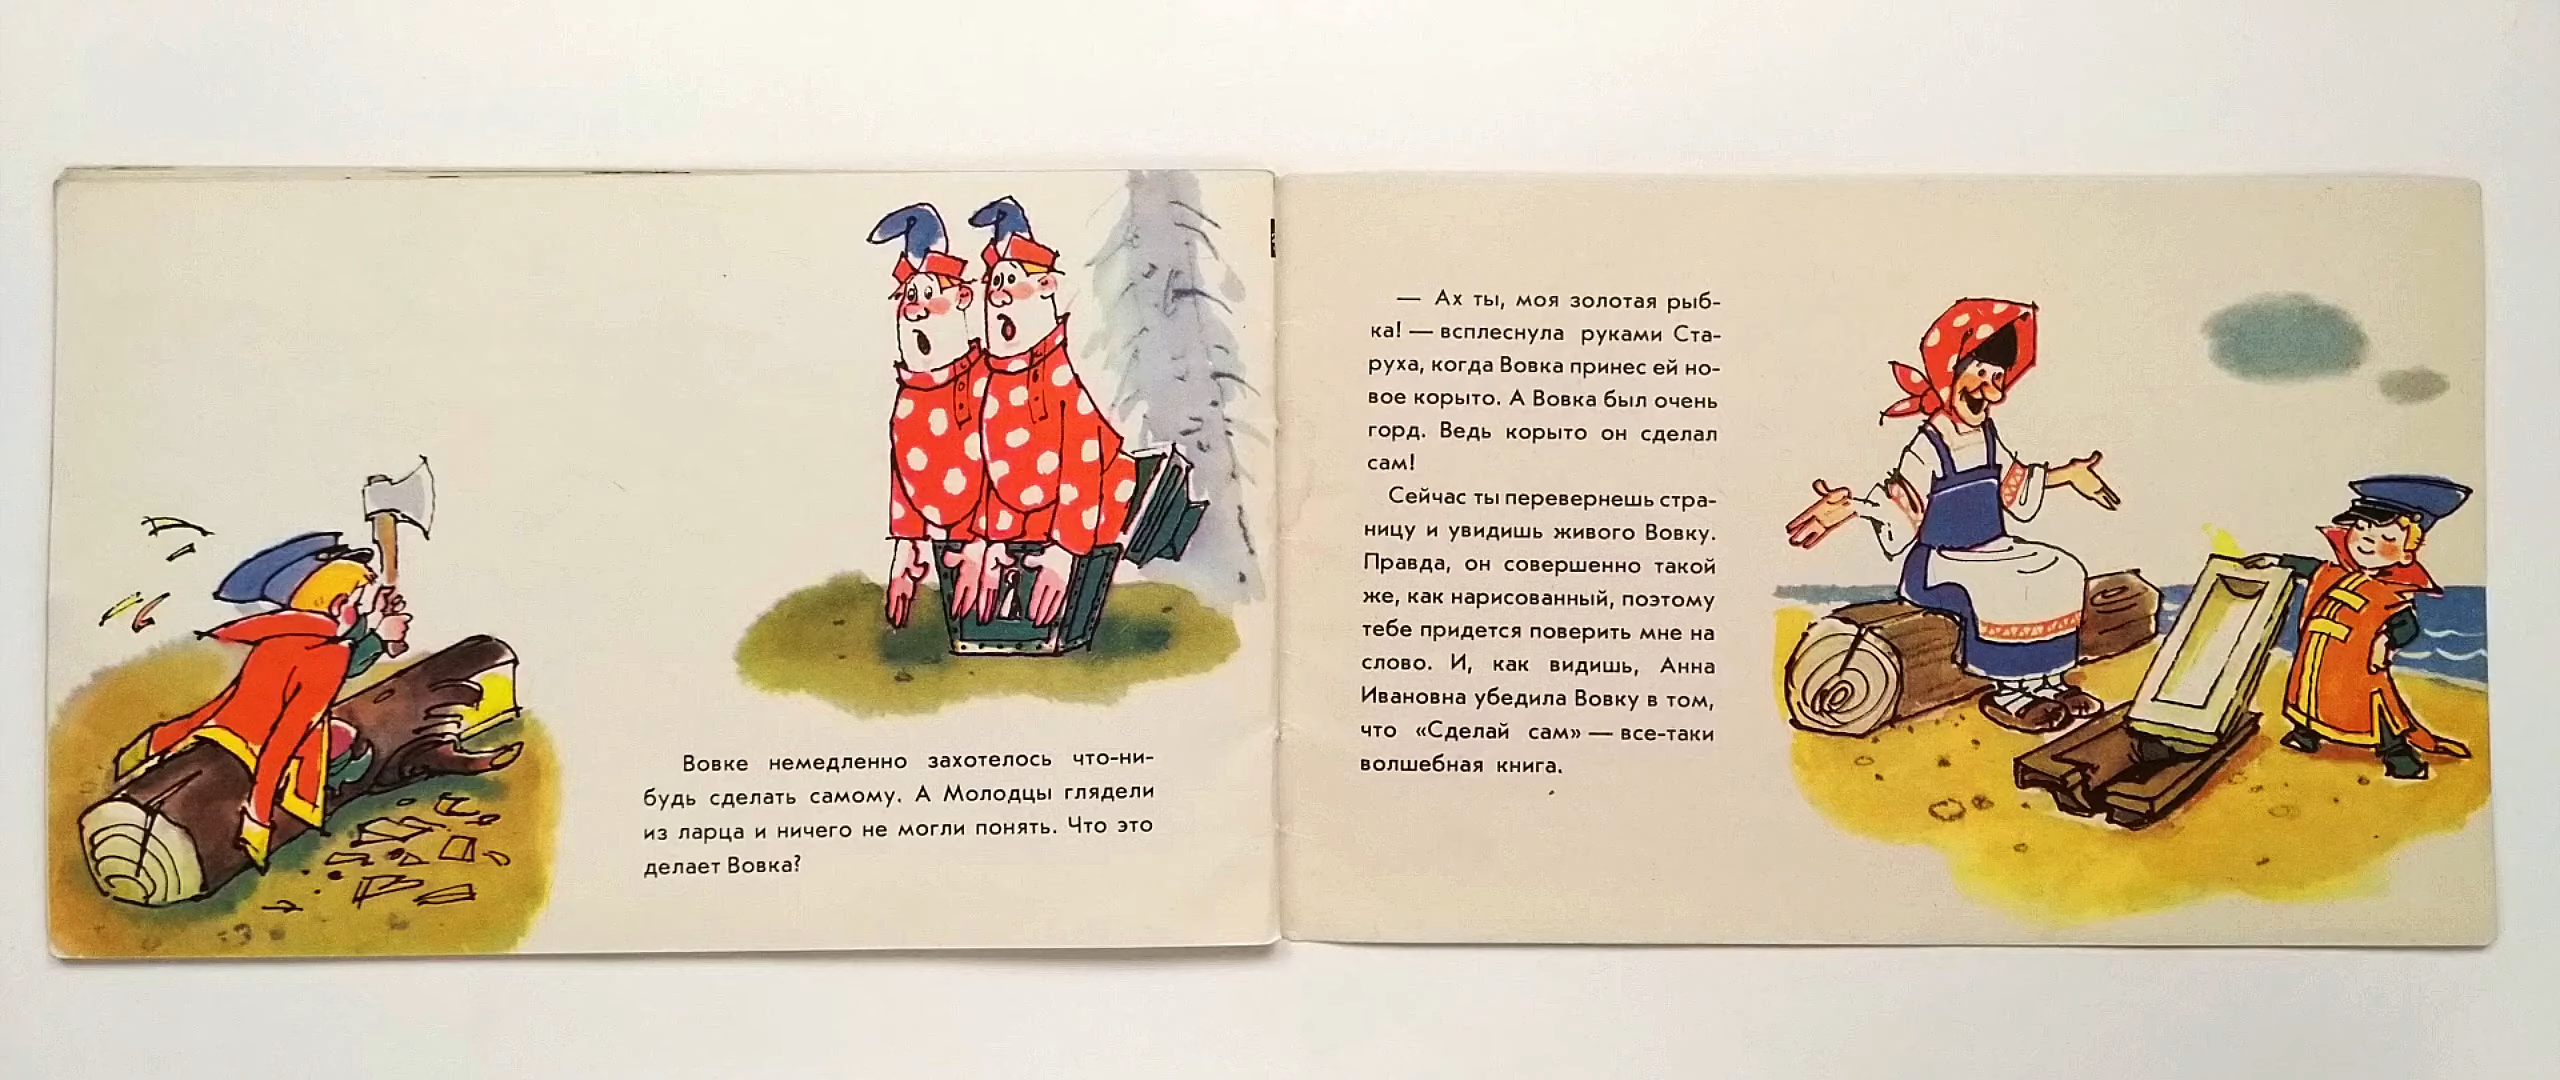 Вовке немедленно захотелось что-ни-
будь сделать самому. А Молодцы глядели
из ларца и ничего не могли понять. Что это
делает Вовка?
— Ах ты, моя золотая рыб-
ка! — всплеснула руками Ста-
руха, когда Вовка принес ей но-
вое корыто. А Вовка был очень
горд. Ведь корыто он сделал
сам!
Сейчас ты перевернешь стра-
ницу и увидишь живого Вовку.
Правда, он совершенно такой
же, как нарисованный, поэтому
тебе придется поверить мне на
слово. И, как видишь, Анна
Ивановна убедила Вовку в том,
что «Сделай сам» — все-таки
волшебная книга.